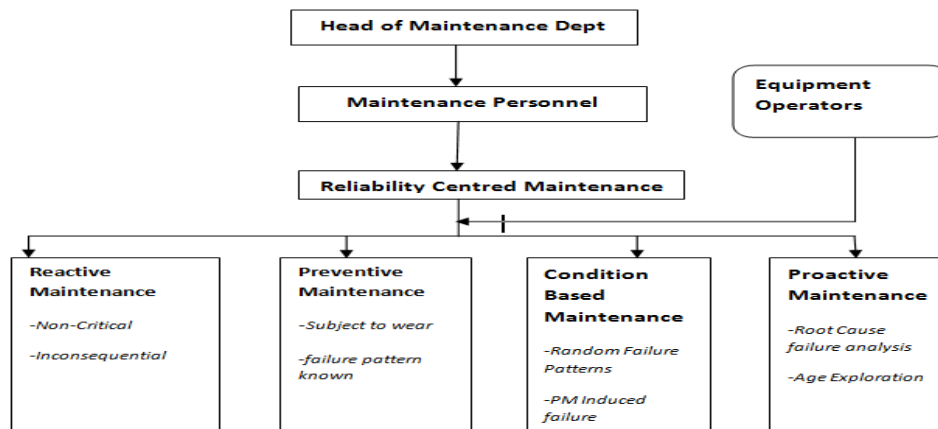 Head of Maintenance Dept
Equipment
Operators
Maintenance Personnel
Reliability Centred Maintenance
Reactive
Maintenance
-Non-Critical
-Inconsequential
Preventive
Maintenance
-Subject to wear
-failure pattern
known
Condition
Based
Maintenance
-Random Failure
Patterns
-PM Induced
failure
Proactive
Maintenance
-Root Cause
failure analysis
-Age Exploration